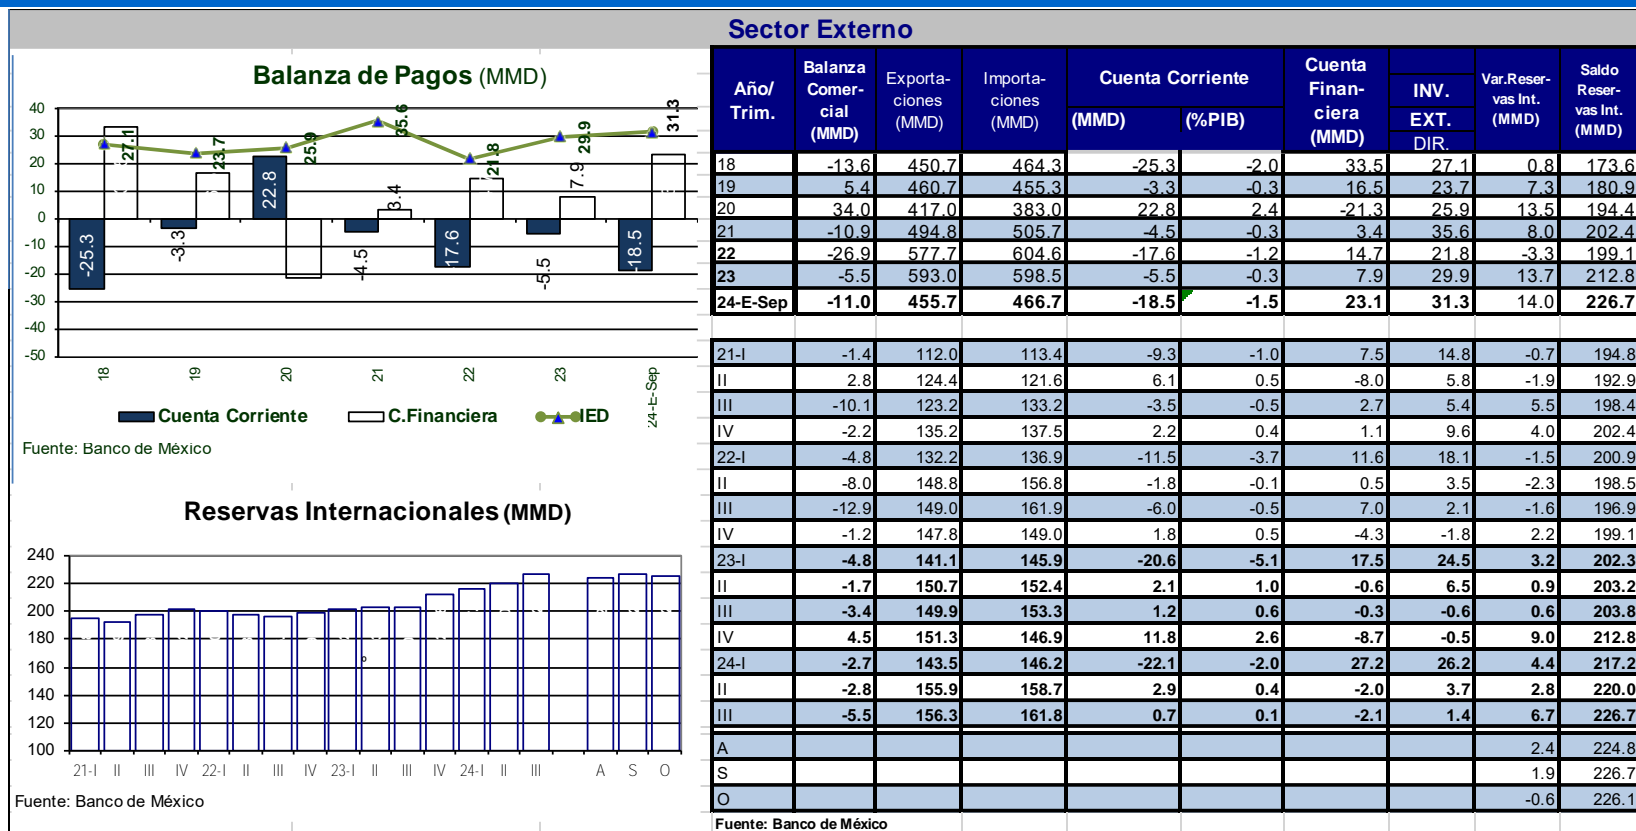 Sector Externo
Balanza de Pagos (MMD)
40
30
20
10
0
-10
-20
-30
-40
-50
27.1
23.7
25.9
35.6
21.8
29.9
31.3
-25.3
-3.3
22.8
-4.5
-17.6
-5.5
-18.5
3.4
7.9
18
19
20
21
22
23
24-E-Sep
Cuenta Corriente
C.Financiera
IED
Fuente: Banco de México
Reservas Internacionales (MMD)
240
220
200
180
160
140
120
100
21-I II III IV 22-I II III IV 23-I II III IV 24-I II III A S O
Fuente: Banco de México
Año/ Trim.
Balanza Comer-cial (MMD)
Exporta-ciones (MMD)
Importa-ciones (MMD)
Cuenta Corriente
(MMD) (%PIB)
Cuenta Finan-ciera (MMD)
INV. EXT. DIR.
Var.Reser-vas Int. (MMD)
Saldo Reser-vas Int. (MMD)
18 -13.6 450.7 464.3 -25.3 -2.0 33.5 27.1 0.8 173.6
19 5.4 460.7 455.3 -3.3 -0.3 16.5 23.7 7.3 180.9
20 34.0 417.0 383.0 22.8 2.4 -21.3 25.9 13.5 194.4
21 -10.9 494.8 505.7 -4.5 -0.3 3.4 35.6 8.0 202.4
22 -26.9 577.7 604.6 -17.6 -1.2 14.7 21.8 -3.3 199.1
23 -5.5 593.0 598.5 -5.5 -0.3 7.9 29.9 13.7 212.8
24-E-Sep -11.0 455.7 466.7 -18.5 -1.5 23.1 31.3 14.0 226.7
21-I -1.4 112.0 113.4 -9.3 -1.0 7.5 14.8 -0.7 194.8
II 2.8 124.4 121.6 6.1 0.5 -8.0 5.8 -1.9 192.9
III -10.1 123.2 133.2 -3.5 -0.5 2.7 5.4 5.5 198.4
IV -2.2 135.2 137.5 2.2 0.4 1.1 9.6 4.0 202.4
22-I -4.8 132.2 136.9 -11.5 -3.7 11.6 18.1 -1.5 200.9
II -8.0 148.8 156.8 -1.8 -0.1 0.5 3.5 -2.3 198.5
III -12.9 149.0 161.9 -6.0 -0.5 7.0 2.1 -1.6 196.9
IV -1.2 147.8 149.0 1.8 0.5 -4.3 -1.8 2.2 199.1
23-I -4.8 141.1 145.9 -20.6 -5.1 17.5 24.5 3.2 202.3
II -1.7 150.7 152.4 2.1 1.0 -0.6 6.5 0.9 203.2
III -3.4 149.9 153.3 1.2 0.6 -0.3 -0.6 0.6 203.8
IV 4.5 151.3 146.9 11.8 2.6 -8.7 -0.5 9.0 212.8
24-I -2.7 143.5 146.2 -22.1 -2.0 27.2 26.2 4.4 217.2
II -2.8 155.9 158.7 2.9 0.4 -2.0 3.7 2.8 220.0
III -5.5 156.3 161.8 0.7 0.1 -2.1 1.4 6.7 226.7
A 2.4 224.8
S 1.9 226.7
O -0.6 226.1
Fuente: Banco de México